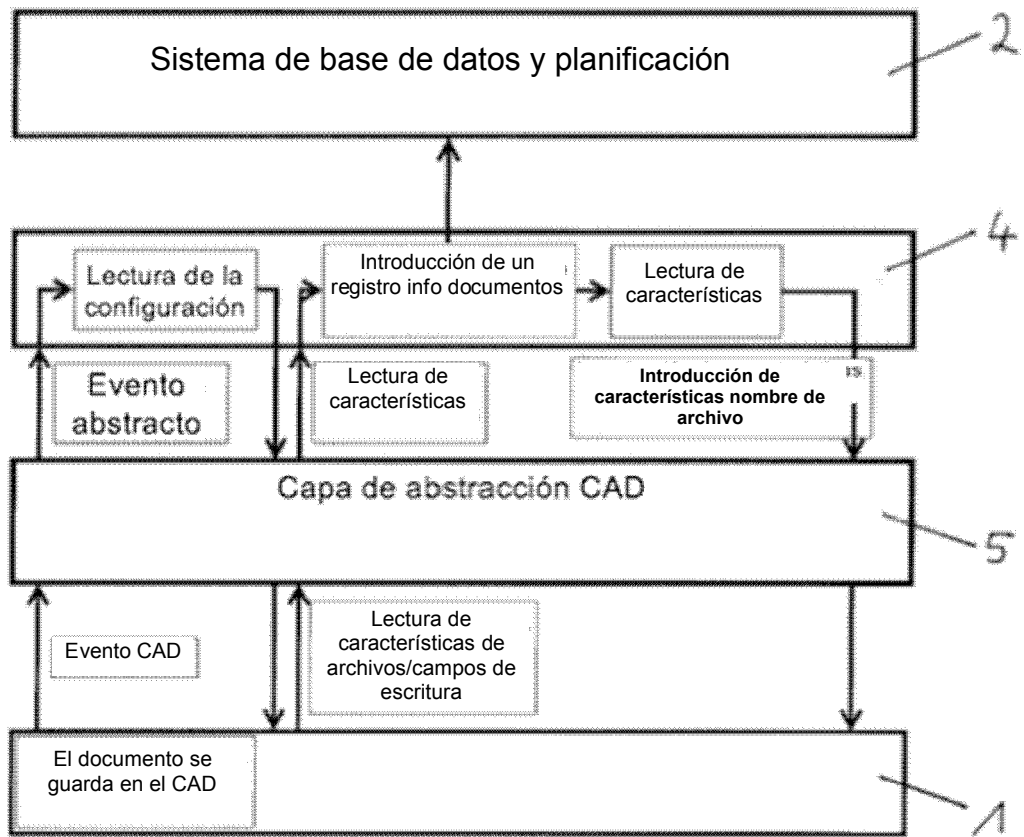 Sistema de base de datos y planificación
2
4
Lectura de la
configuración
Introducción de un
registro info documentos
Lectura de
características
Evento
abstracto
Lectura de
características
Introducción de
características nombre de
archivo
Capa de abstracción CAD
5
Evento CAD
Lectura de
características de
archivos/campos de
escritura
El documento se
guarda en el CAD
1